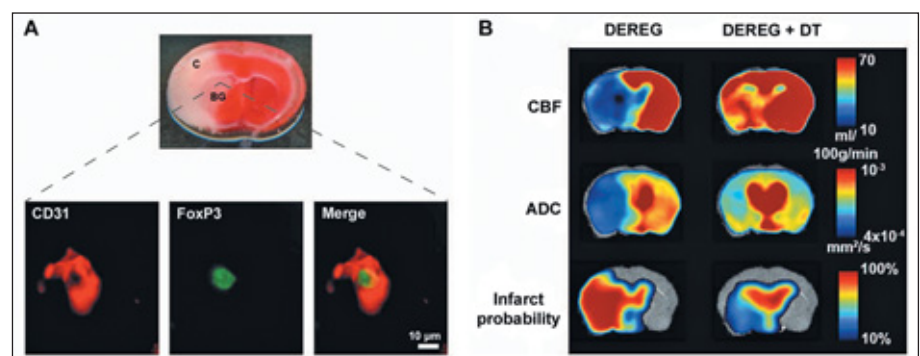 A
C
BG
CD31
FoxP3
Merge
10 µm
B
DEREG
DEREG + DT
CBF
70
10
ml/
100g/min
ADC
10-³
4x10-⁴
mm²/s
Infarct
probability
100%
10%